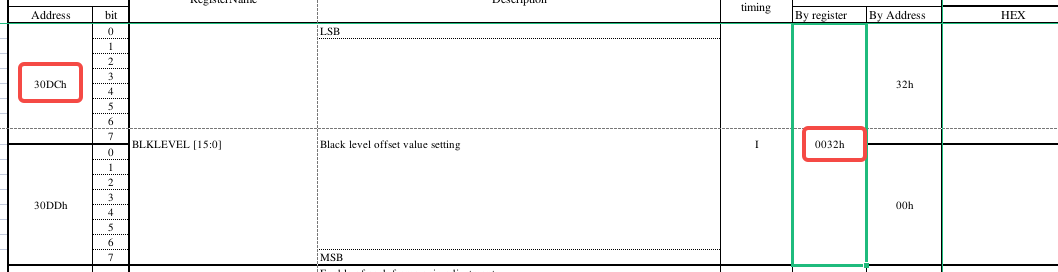 RegisterName Description
timing
Address bit By register By Address HEX
0 LSB
1
2
3
30DCh 32h
4
5
6
7
BLKLEVEL [15:0] Black level offset value setting I 0032h
0
1
2
3
30DDh 00h
4
5
6
7 MSB